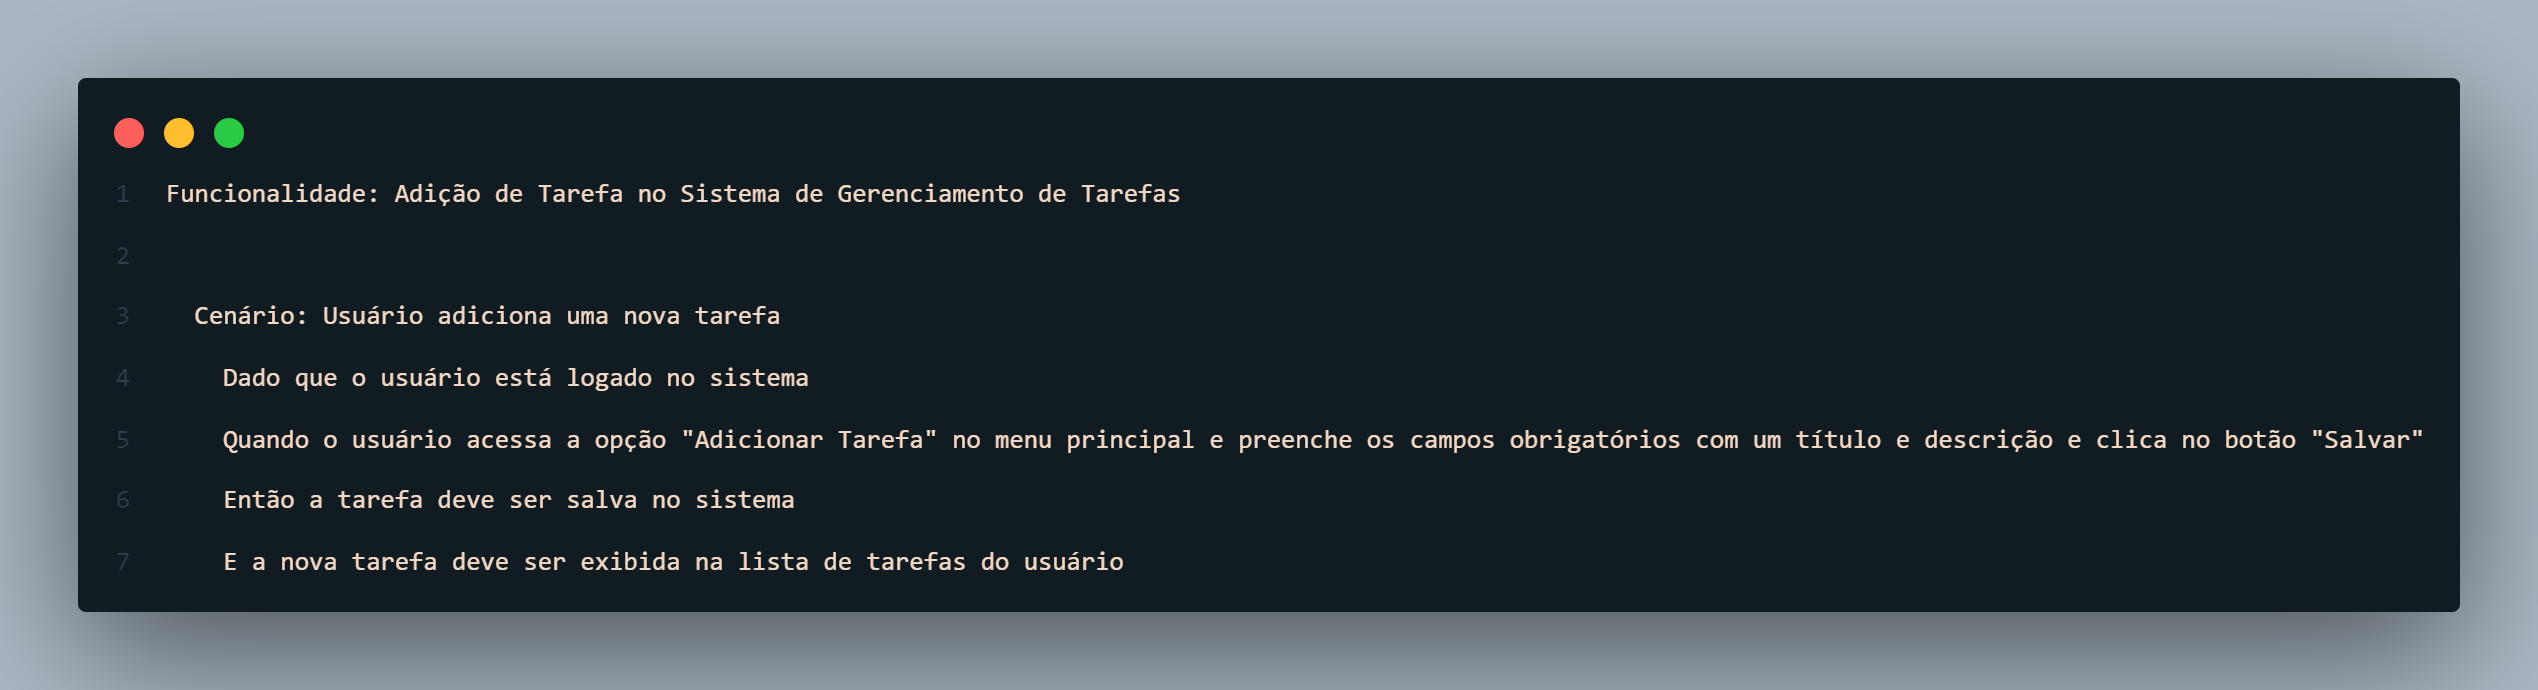 1 Funcionalidade: Adição de Tarefa no Sistema de Gerenciamento de Tarefas
2
3 Cenário: Usuário adiciona uma nova tarefa
4 Dado que o usuário está logado no sistema
5 Quando o usuário acessa a opção "Adicionar Tarefa" no menu principal e preenche os campos obrigatórios com um título e descrição e clica no botão "Salvar"
6 Então a tarefa deve ser salva no sistema
7 E a nova tarefa deve ser exibida na lista de tarefas do usuário